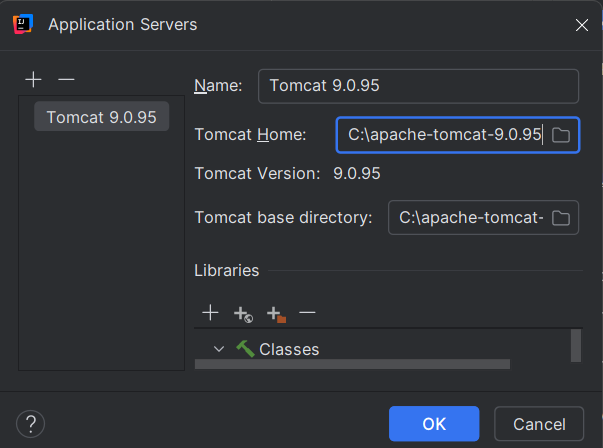 Application Servers
Tomcat 9.0.95
Name: Tomcat 9.0.95
Tomcat Home: C:\apache-tomcat-9.0.95
Tomcat Version: 9.0.95
Tomcat base directory: C:\apache-tomcat-
Libraries
Classes
?
OK Cancel